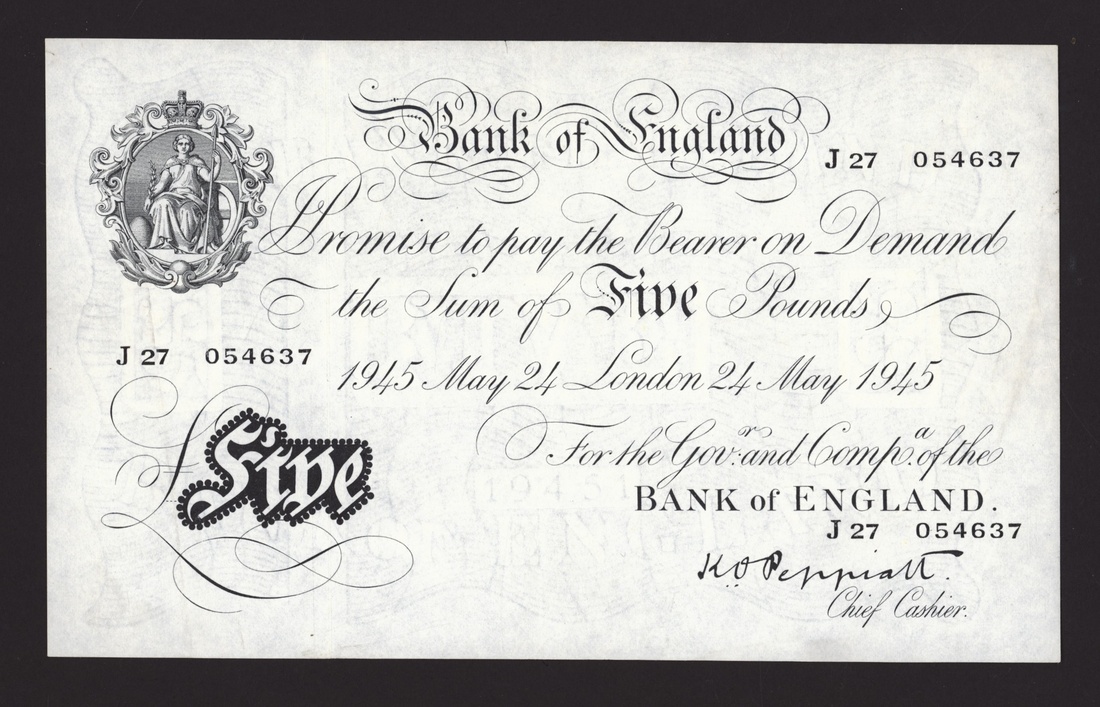 Bank of England
J 27 054637
I Promise to pay the Bearer on Demand
the Sum of Five Pounds
J 27 054637
1945 May 24 London 24 May 1945
Five
For the Govr. and Compa. of the
BANK of ENGLAND.
J 27 054637
K.O. Peppiatt.
Chief Cashier.